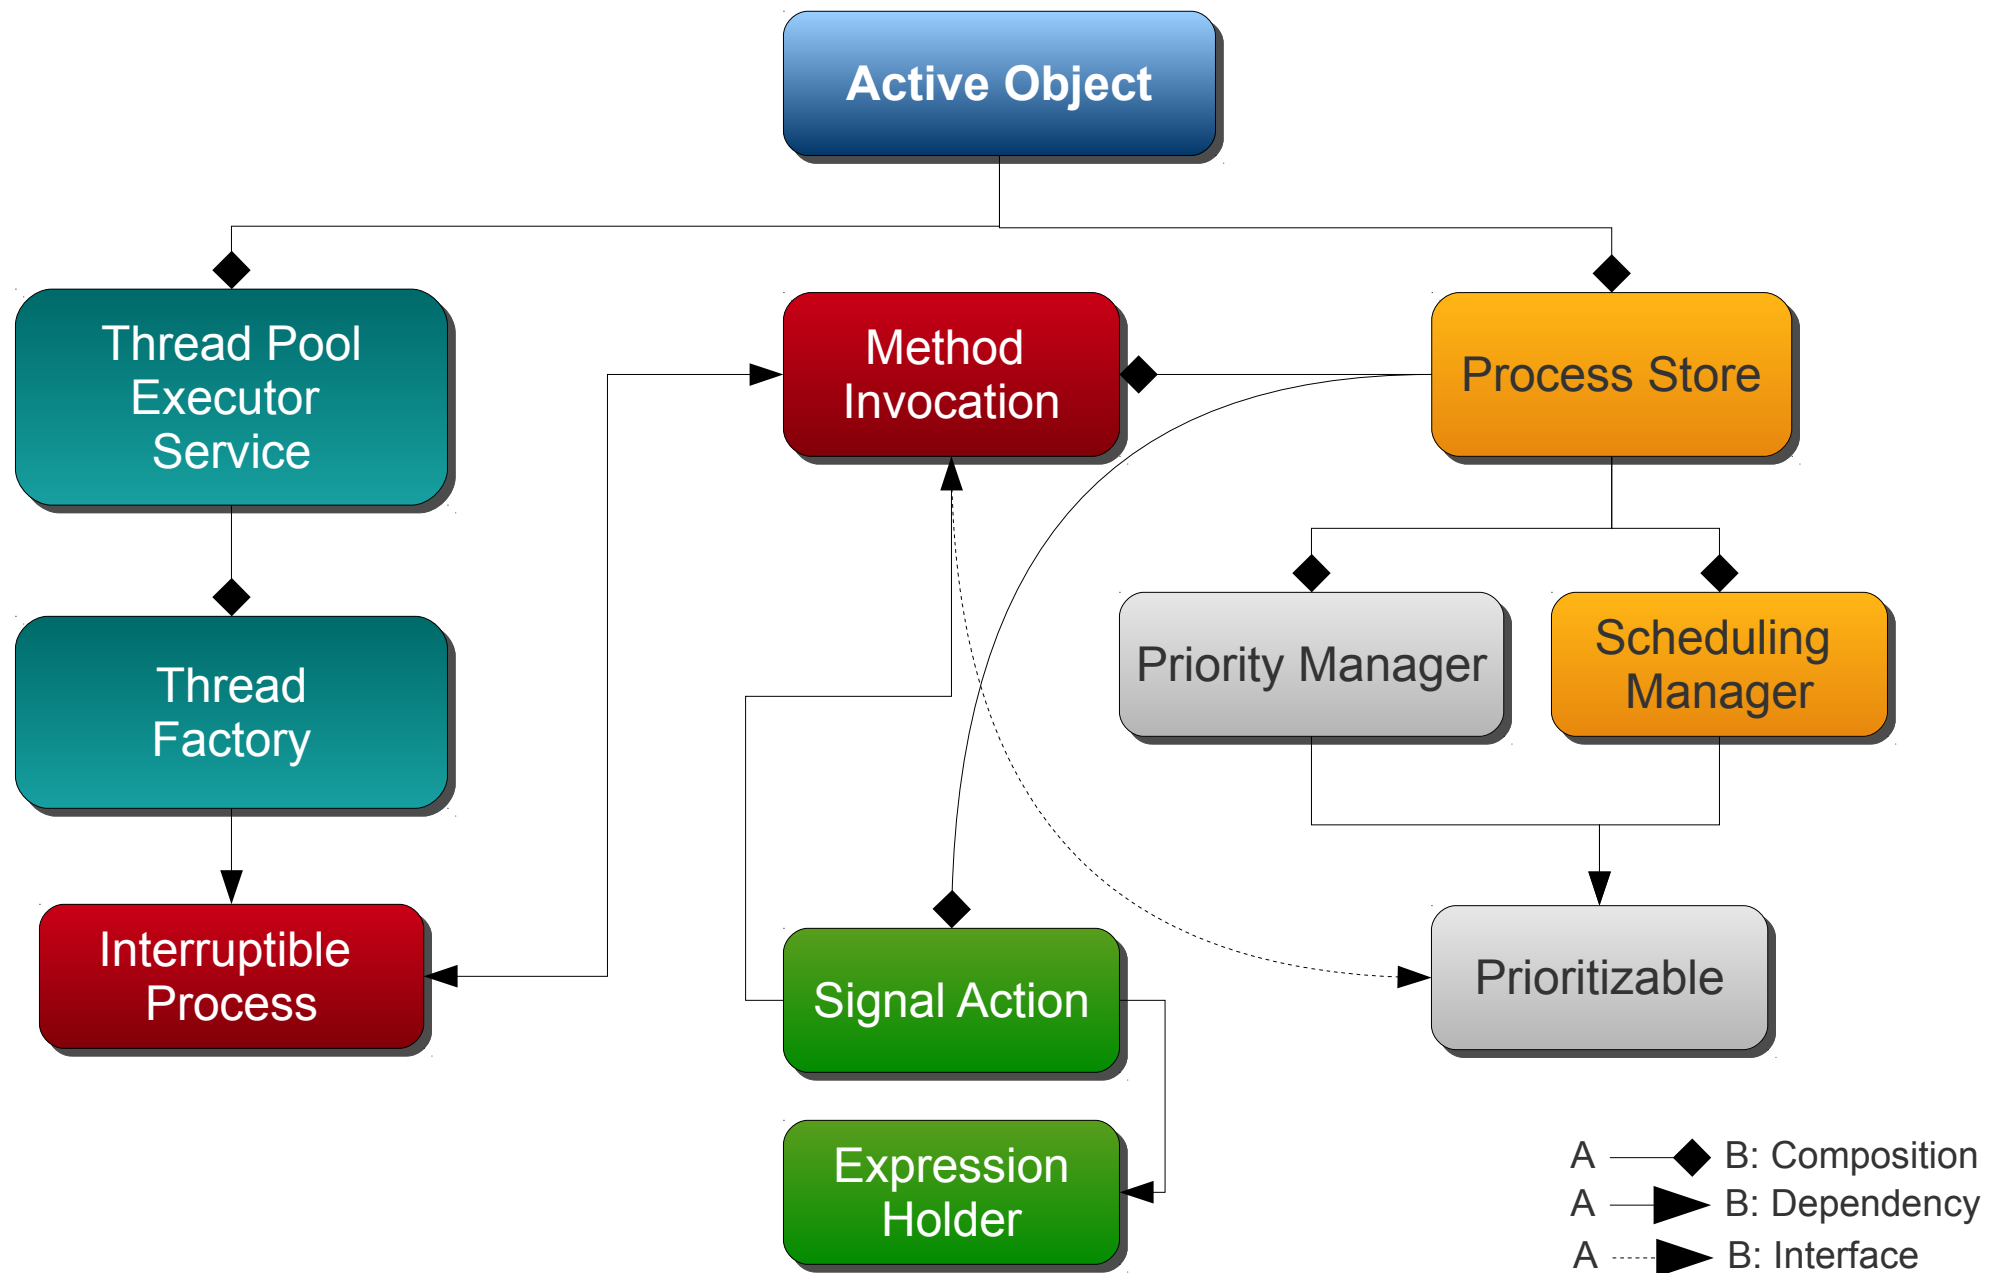 Active Object
Thread Pool
Executor
Service
Method
Invocation
Process Store
Thread
Factory
Priority Manager
Scheduling
Manager
Interruptible
Process
Signal Action
Prioritizable
Expression
Holder
A B: Composition
A B: Dependency
A B: Interface